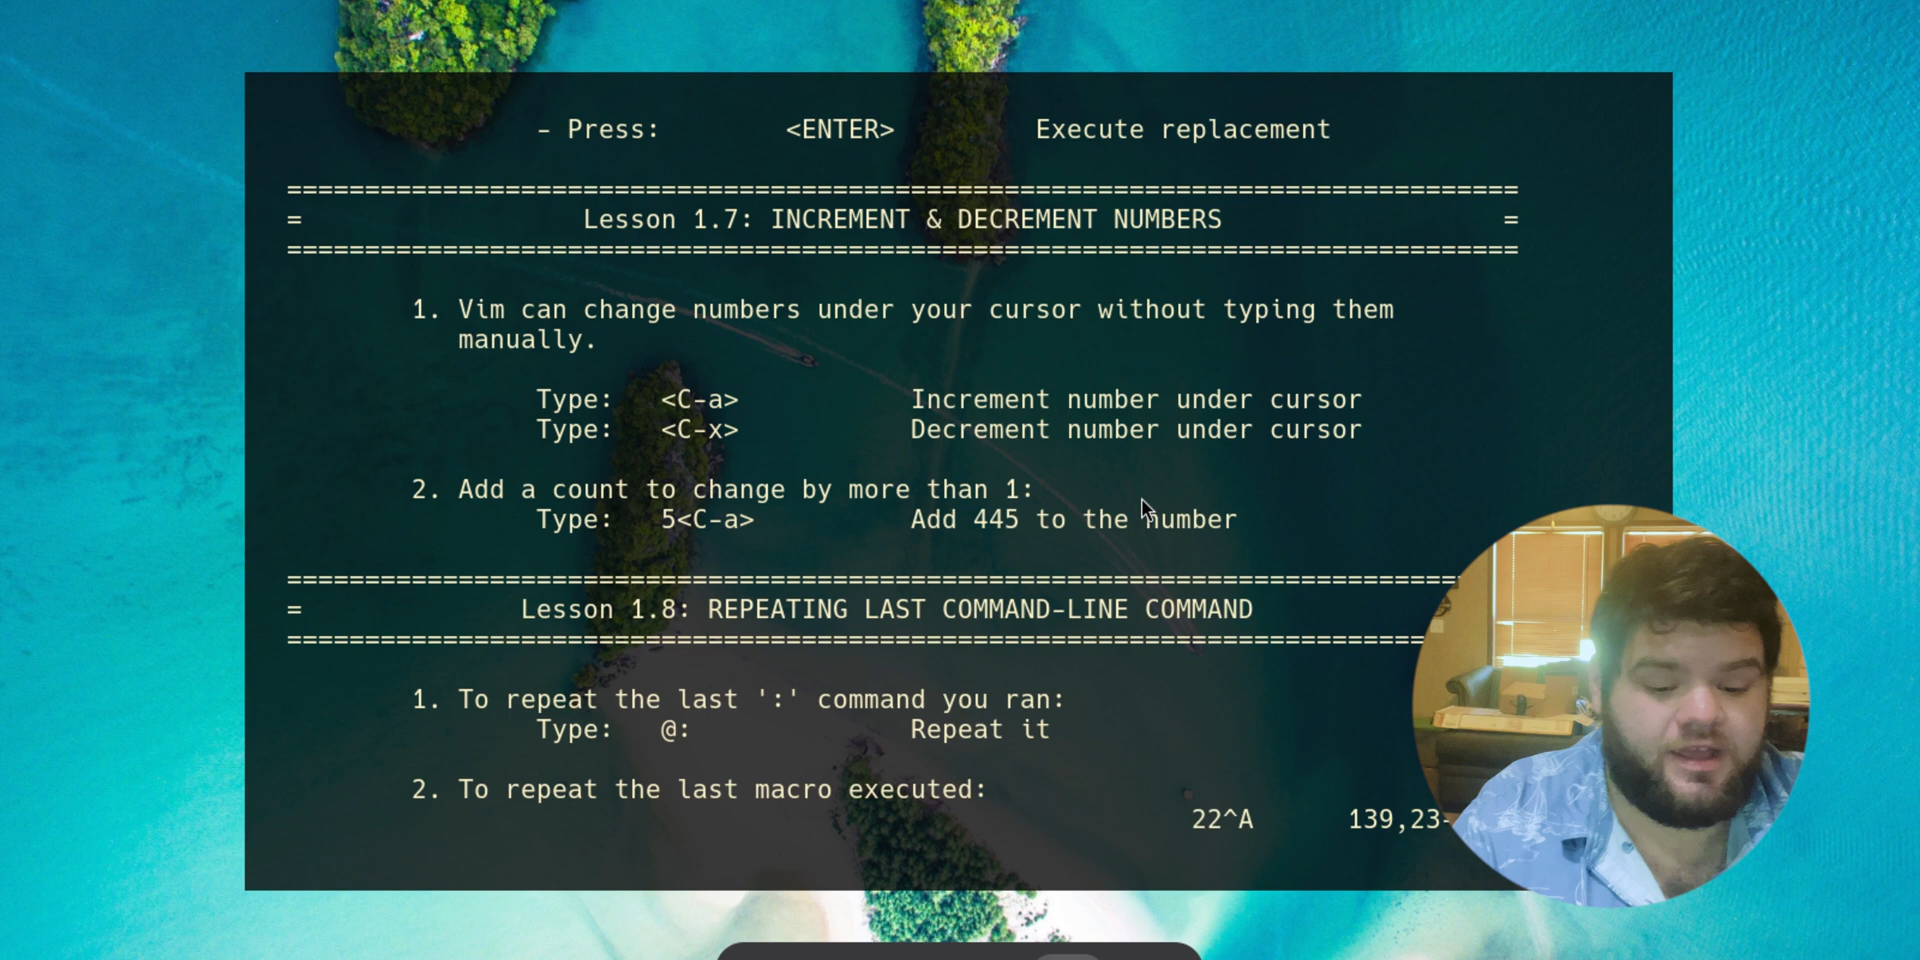 - Press: <ENTER> Execute replacement
===============================================================================
= Lesson 1.7: INCREMENT & DECREMENT NUMBERS =
===============================================================================
1. Vim can change numbers under your cursor without typing them
manually.
Type: <C-a> Increment number under cursor
Type: <C-x> Decrement number under cursor
2. Add a count to change by more than 1:
Type: 5<C-a> Add 445 to the number
===========================================================================
= Lesson 1.8: REPEATING LAST COMMAND-LINE COMMAND
=========================================================================
1. To repeat the last ':' command you ran:
Type: @: Repeat it
2. To repeat the last macro executed:
22^A 139,23-